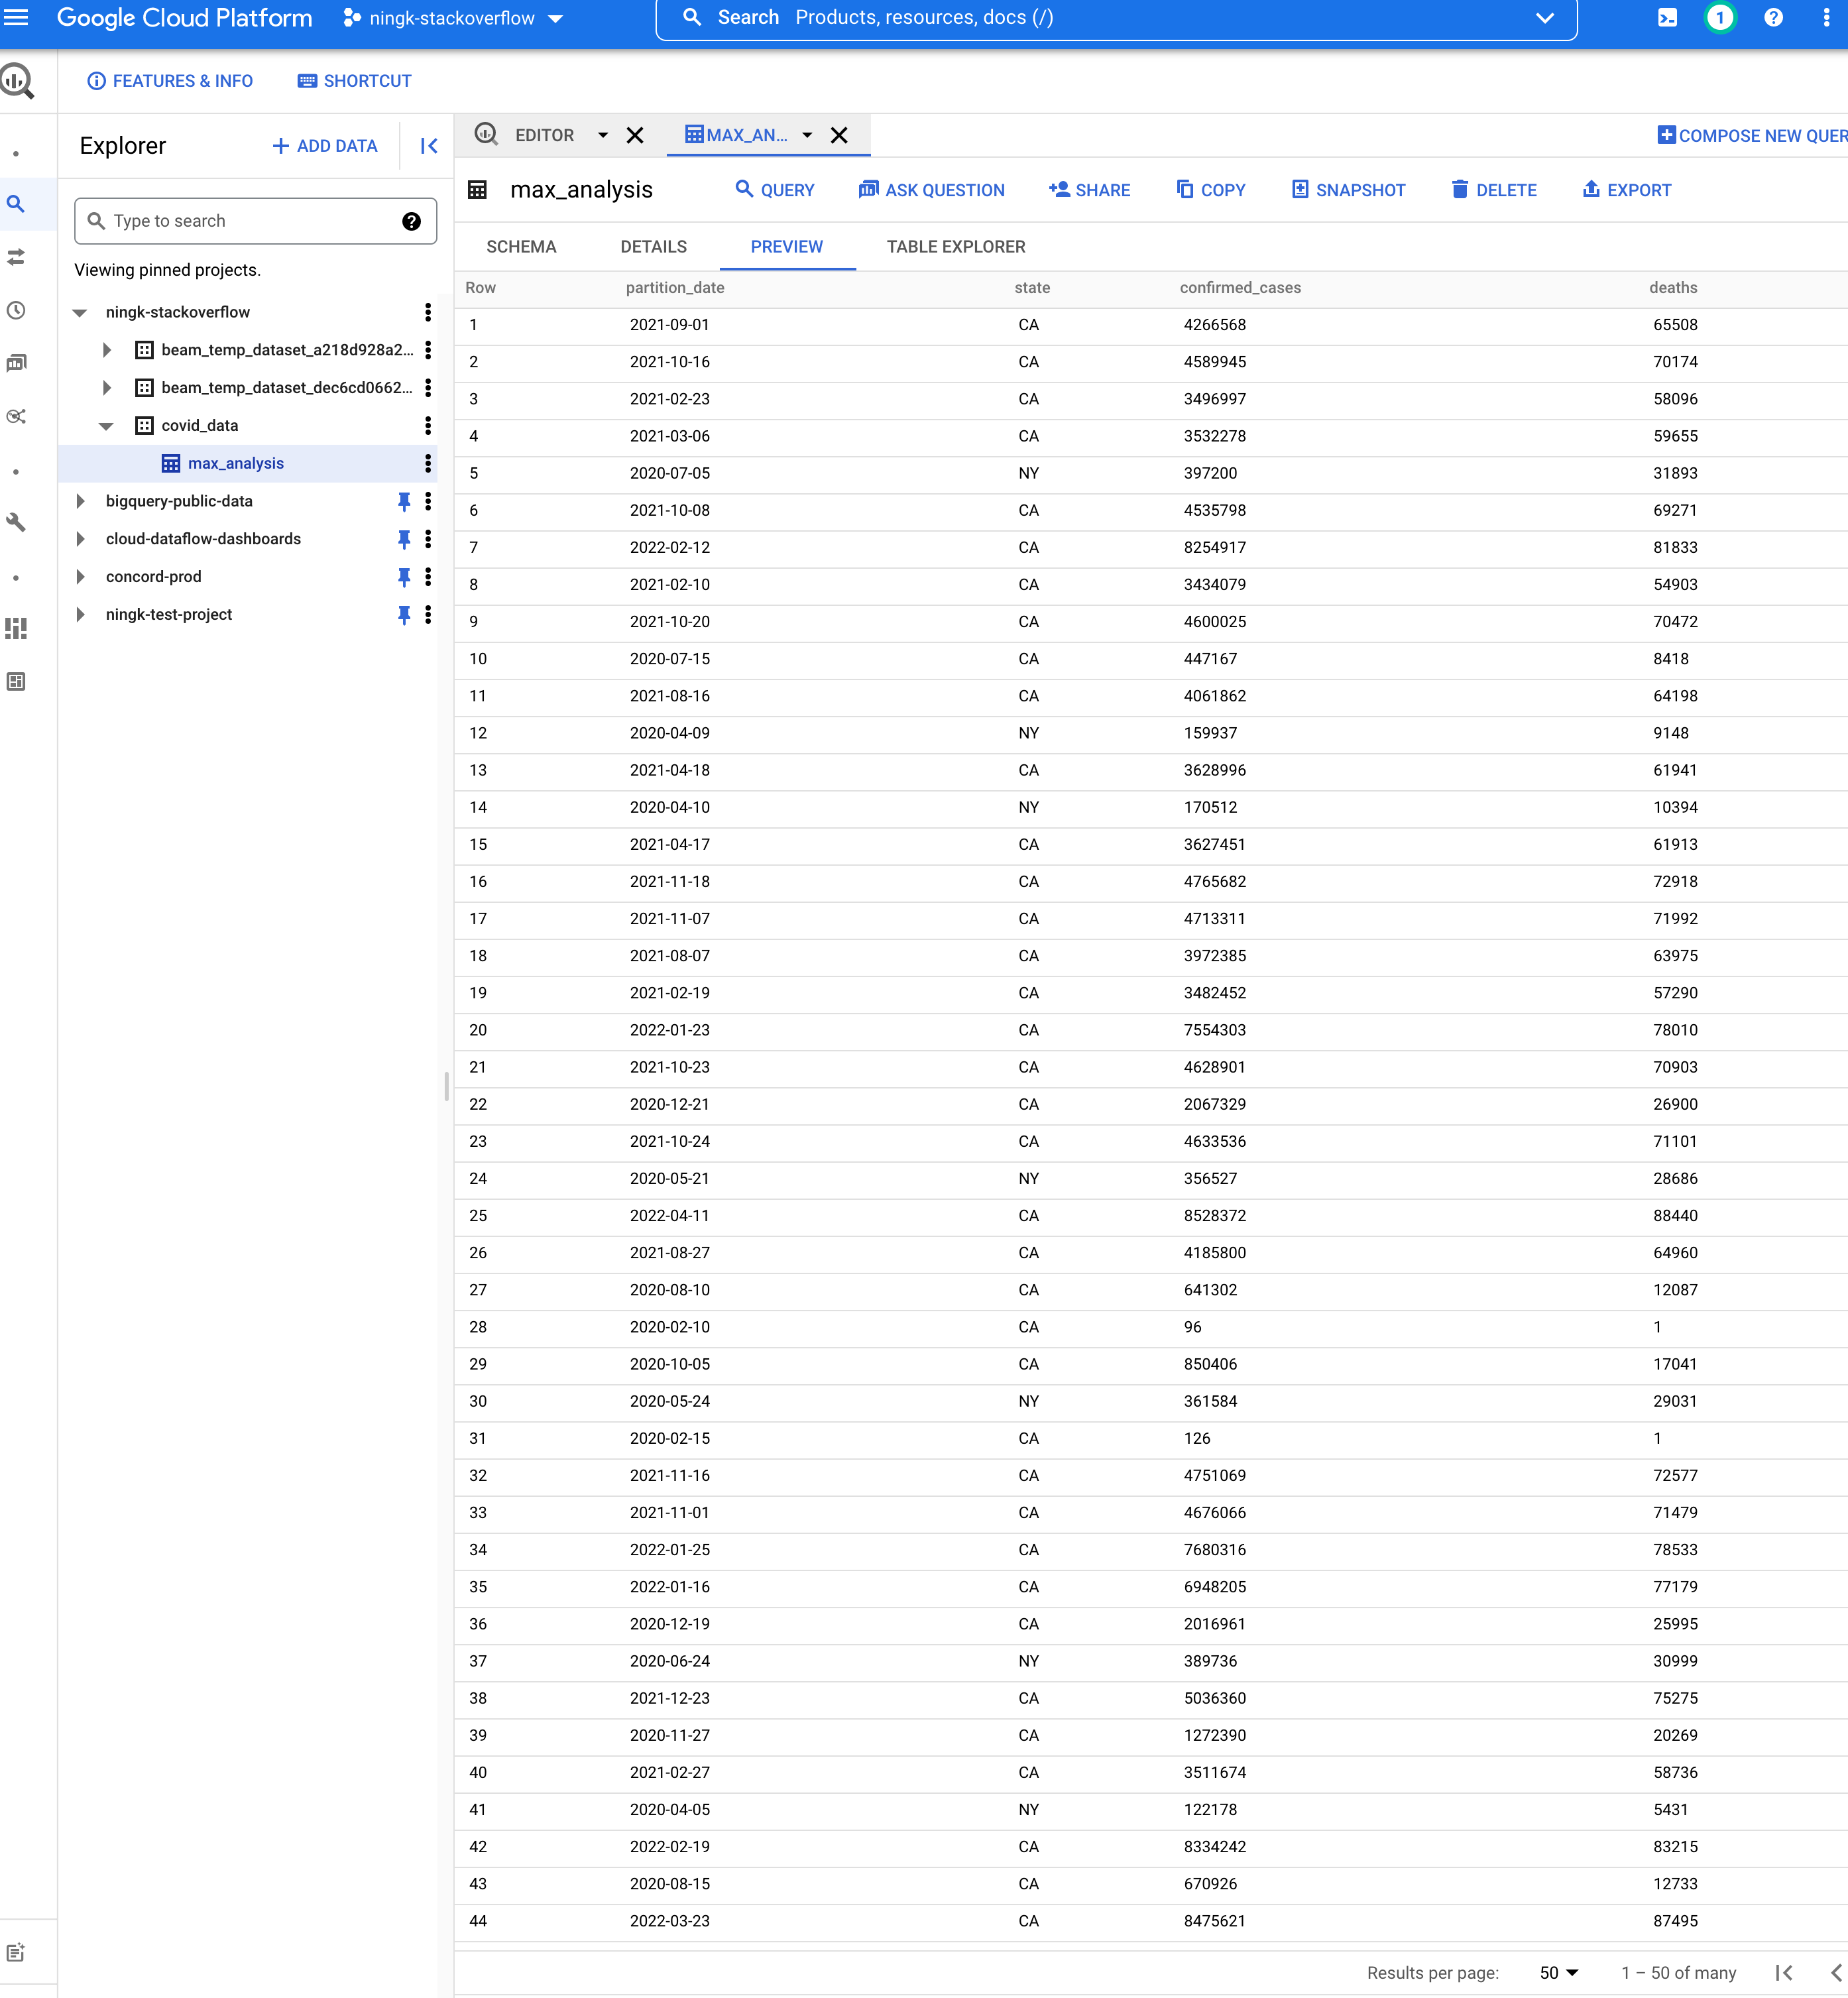 Google Cloud Platform ningk-stackoverflow Search Products, resources, docs (/) 1
FEATURES & INFO SHORTCUT
Explorer ADD DATA
Type to search
Viewing pinned projects.
ningk-stackoverflow
beam_temp_dataset_a218d928a2...
beam_temp_dataset_dec6cd0662...
covid_data
max_analysis
bigquery-public-data
cloud-dataflow-dashboards
concord-prod
ningk-test-project
EDITOR MAX_AN... COMPOSE NEW QUER
max_analysis QUERY ASK QUESTION SHARE COPY SNAPSHOT DELETE EXPORT
SCHEMA DETAILS PREVIEW TABLE EXPLORER
Row partition_date state confirmed_cases deaths
1 2021-09-01 CA 4266568 65508
2 2021-10-16 CA 4589945 70174
3 2021-02-23 CA 3496997 58096
4 2021-03-06 CA 3532278 59655
5 2020-07-05 NY 397200 31893
6 2021-10-08 CA 4535798 69271
7 2022-02-12 CA 8254917 81833
8 2021-02-10 CA 3434079 54903
9 2021-10-20 CA 4600025 70472
10 2020-07-15 CA 447167 8418
11 2021-08-16 CA 4061862 64198
12 2020-04-09 NY 159937 9148
13 2021-04-18 CA 3628996 61941
14 2020-04-10 NY 170512 10394
15 2021-04-17 CA 3627451 61913
16 2021-11-18 CA 4765682 72918
17 2021-11-07 CA 4713311 71992
18 2021-08-07 CA 3972385 63975
19 2021-02-19 CA 3482452 57290
20 2022-01-23 CA 7554303 78010
21 2021-10-23 CA 4628901 70903
22 2020-12-21 CA 2067329 26900
23 2021-10-24 CA 4633536 71101
24 2020-05-21 NY 356527 28686
25 2022-04-11 CA 8528372 88440
26 2021-08-27 CA 4185800 64960
27 2020-08-10 CA 641302 12087
28 2020-02-10 CA 96 1
29 2020-10-05 CA 850406 17041
30 2020-05-24 NY 361584 29031
31 2020-02-15 CA 126 1
32 2021-11-16 CA 4751069 72577
33 2021-11-01 CA 4676066 71479
34 2022-01-25 CA 7680316 78533
35 2022-01-16 CA 6948205 77179
36 2020-12-19 CA 2016961 25995
37 2020-06-24 NY 389736 30999
38 2021-12-23 CA 5036360 75275
39 2020-11-27 CA 1272390 20269
40 2021-02-27 CA 3511674 58736
41 2020-04-05 NY 122178 5431
42 2022-02-19 CA 8334242 83215
43 2020-08-15 CA 670926 12733
44 2022-03-23 CA 8475621 87495
Results per page: 50 1 – 50 of many